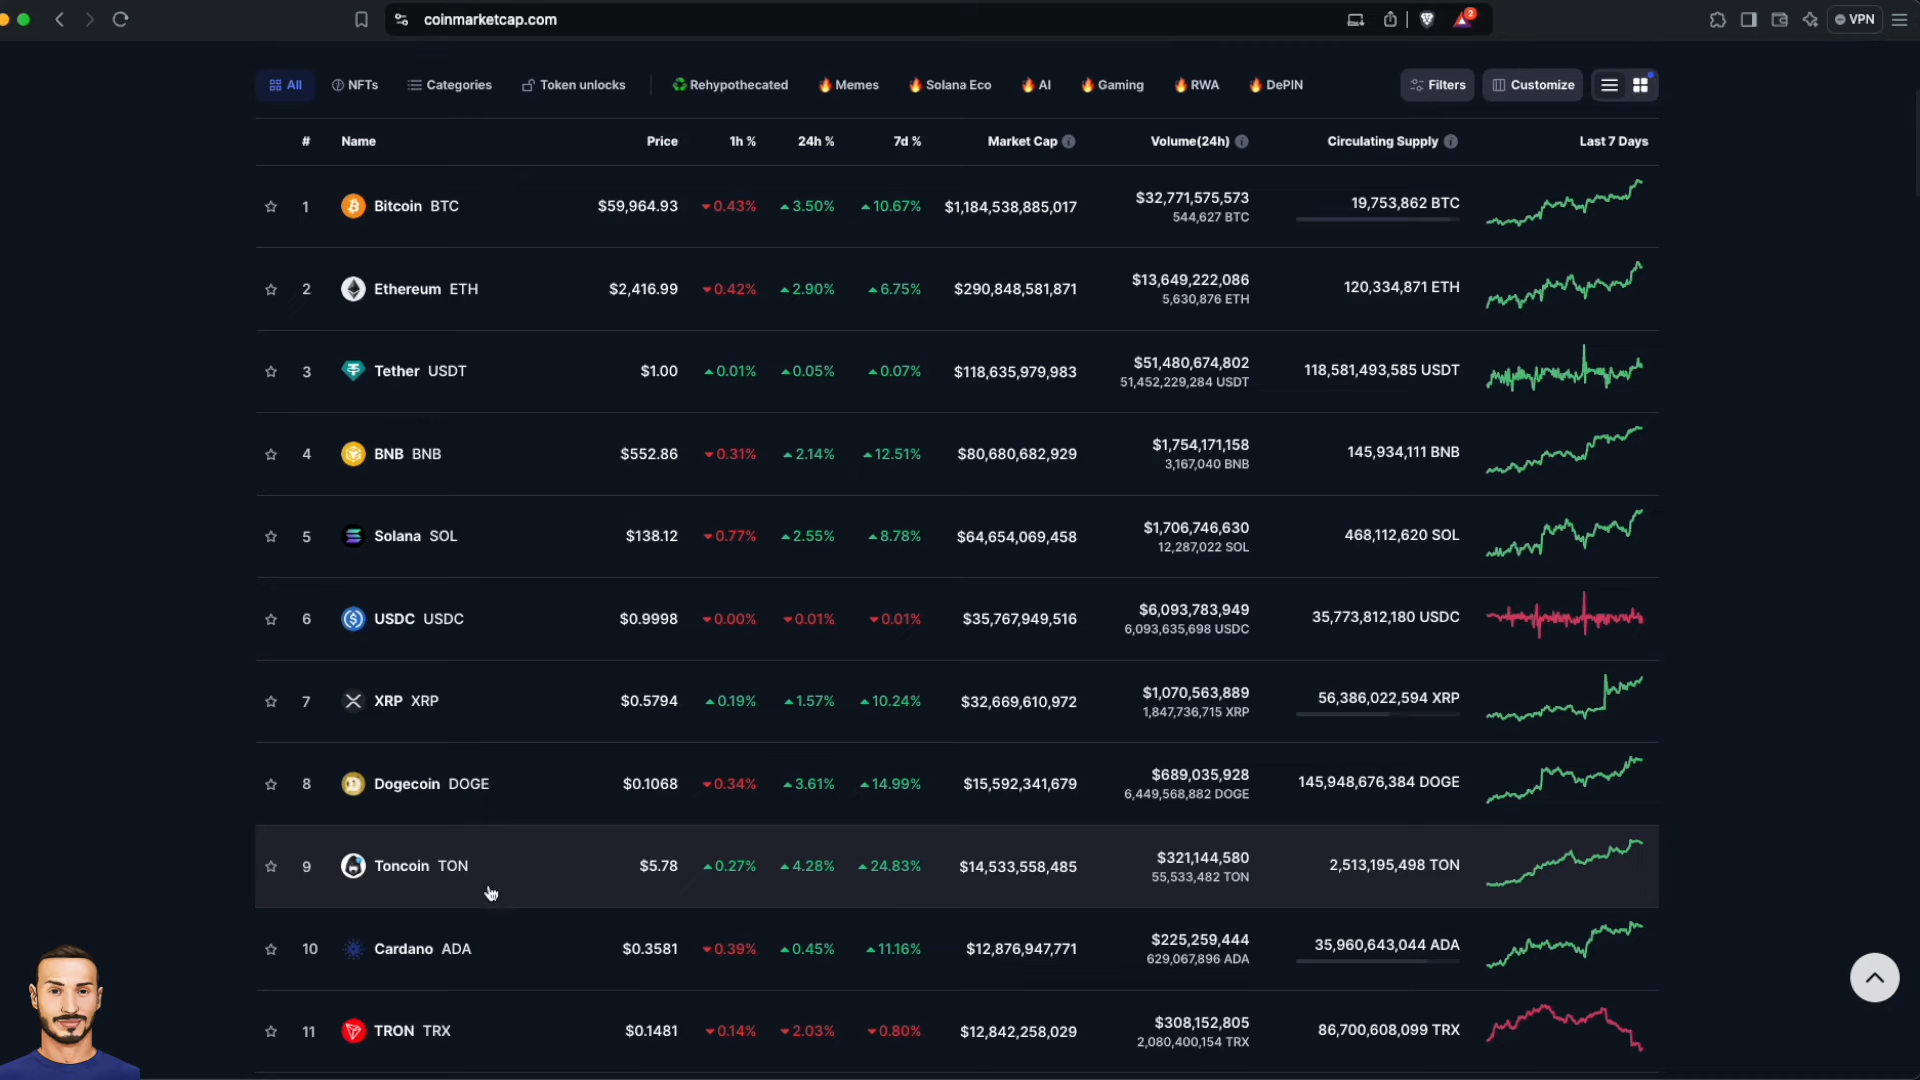 coinmarketcap.com
2
VPN
All NFTs Categories Token unlocks Rehypothecated Memes Solana Eco AI Gaming RWA DePIN Filters Customize
# Name Price 1h % 24h % 7d % Market Cap Volume(24h) Circulating Supply Last 7 Days
1 Bitcoin BTC $59,964.93 0.43% 3.50% 10.67% $1,184,538,885,017 $32,771,575,573 19,753,862 BTC
544,627 BTC
2 Ethereum ETH $2,416.99 0.42% 2.90% 6.75% $290,848,581,871 $13,649,222,086 120,334,871 ETH
5,630,876 ETH
3 Tether USDT $1.00 0.01% 0.05% 0.07% $118,635,979,983 $51,480,674,802 118,581,493,585 USDT
51,452,229,284 USDT
4 BNB BNB $552.86 0.31% 2.14% 12.51% $80,680,682,929 $1,754,171,158 145,934,111 BNB
3,167,040 BNB
5 Solana SOL $138.12 0.77% 2.55% 8.78% $64,654,069,458 $1,706,746,630 468,112,620 SOL
12,287,022 SOL
6 USDC USDC $0.9998 0.00% 0.01% 0.01% $35,767,949,516 $6,093,783,949 35,773,812,180 USDC
6,093,635,698 USDC
7 XRP XRP $0.5794 0.19% 1.57% 10.24% $32,669,610,972 $1,070,563,889 56,386,022,594 XRP
1,847,736,715 XRP
8 Dogecoin DOGE $0.1068 0.34% 3.61% 14.99% $15,592,341,679 $689,035,928 145,948,676,384 DOGE
6,449,568,882 DOGE
9 Toncoin TON $5.78 0.27% 4.28% 24.83% $14,533,558,485 $321,144,580 2,513,195,498 TON
55,533,482 TON
10 Cardano ADA $0.3581 0.39% 0.45% 11.16% $12,876,947,771 $225,259,444 35,960,643,044 ADA
629,067,896 ADA
11 TRON TRX $0.1481 0.14% 2.03% 0.80% $12,842,258,029 $308,152,805 86,700,608,099 TRX
2,080,400,154 TRX